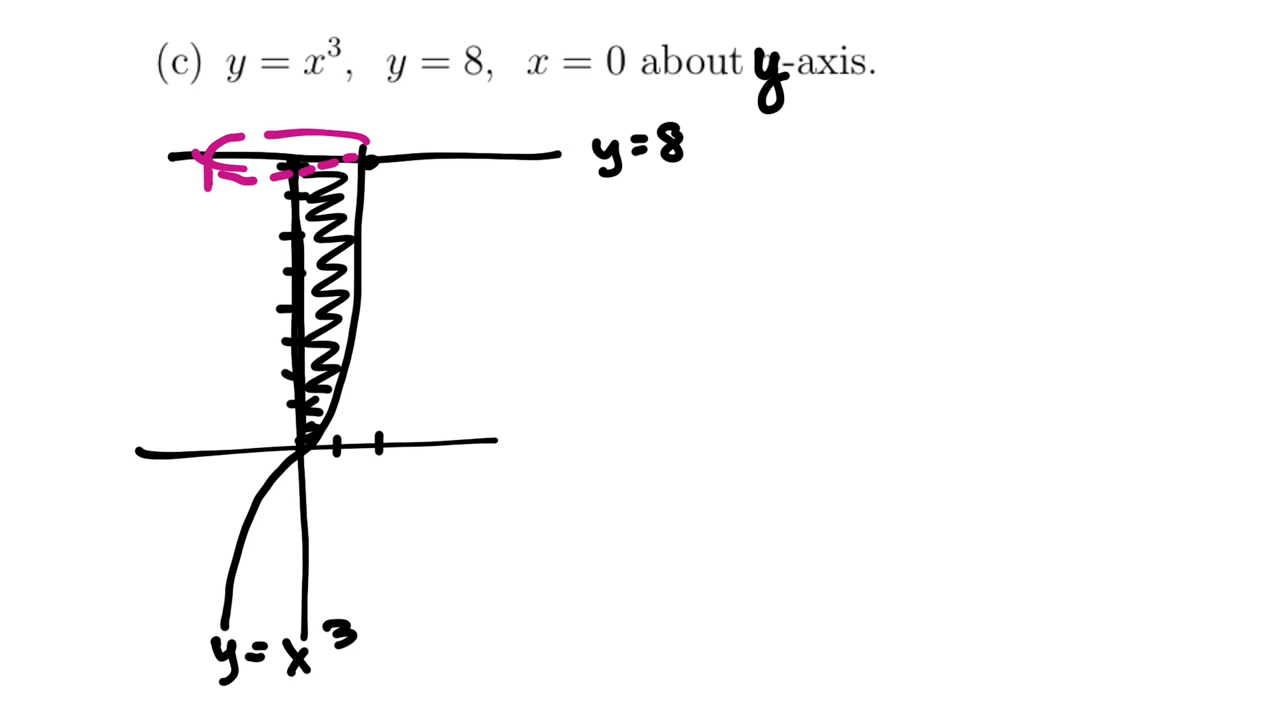 (c) y = x³, y = 8, x = 0 about y-axis.
y=8
y=x³